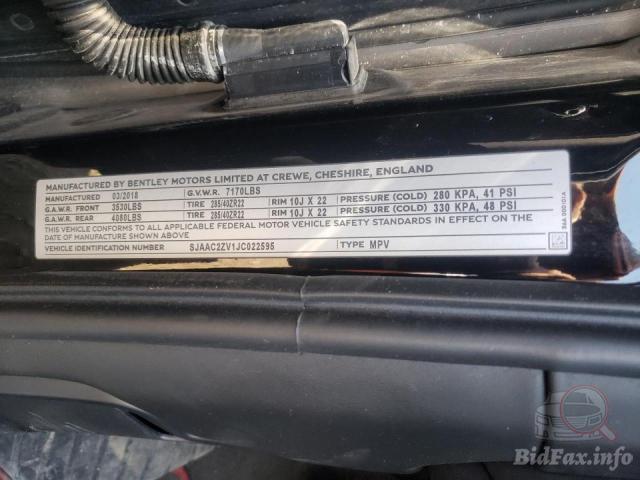 MANUFACTURED BY BENTLEY MOTORS LIMITED AT CREWE, CHESHIRE, ENGLAND
MANUFACTURED 03/2018 G.V.W.R. 7170LBS
G.A.W.R. FRONT 3530LBS TIRE 285/40ZR22 RIM 10J X 22 PRESSURE (COLD) 280 KPA, 41 PSI
G.A.W.R. REAR 4080LBS TIRE 285/40ZR22 RIM 10J X 22 PRESSURE (COLD) 330 KPA, 48 PSI
THIS VEHICLE CONFORMS TO ALL APPLICABLE FEDERAL MOTOR VEHICLE SAFETY STANDARDS IN EFFECT ON THE
DATE OF MANUFACTURE SHOWN ABOVE
VEHICLE IDENTIFICATION NUMBER SJAAC2ZV1JC022595 TYPE MPV
36A 000 101A
BidFax.info